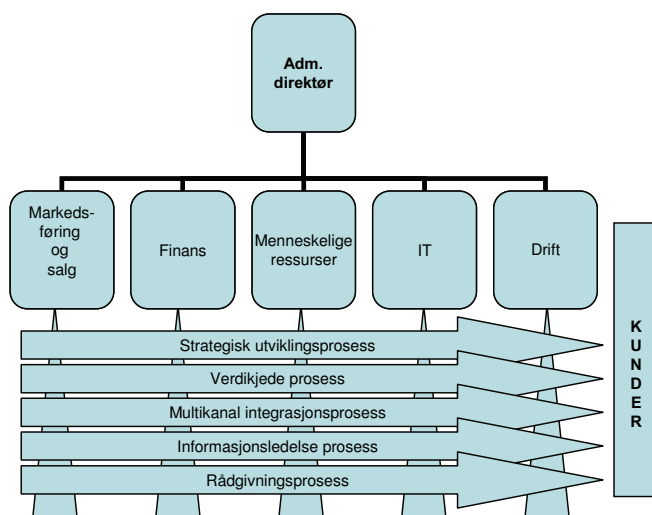 Adm.
direktør
Markeds-
føring
og
salg
Finans
Menneskelige
ressurser
IT
Drift
Strategisk utviklingsprosess
Verdikjede prosess
Multikanal integrasjonsprosess
Informasjonsledelse prosess
Rådgivningsprosess
K
U
N
D
E
R